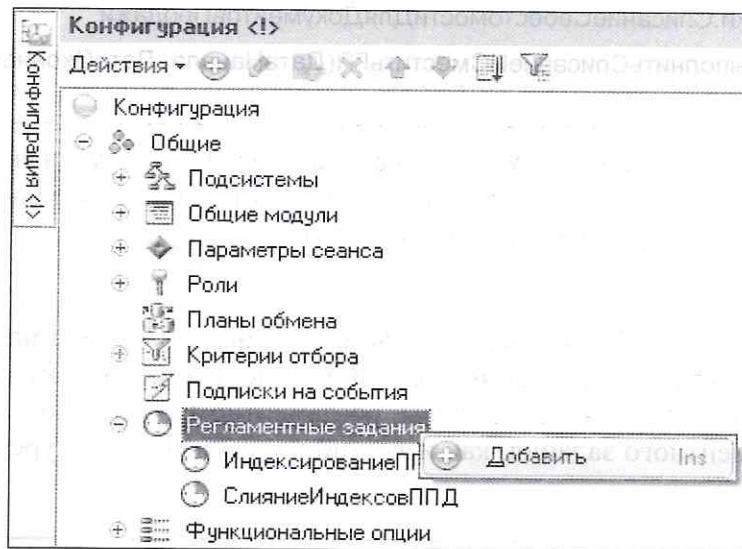 Конфигурация <!>
Действия
Конфигурация <!>
Конфигурация
Общие
Подсистемы
Общие модули
Параметры сеанса
Роли
Планы обмена
Критерии отбора
Подписки на события
Регламентные задания
Добавить Ins
ИндексированиеПП
СлияниеИндексовППД
Функциональные опции